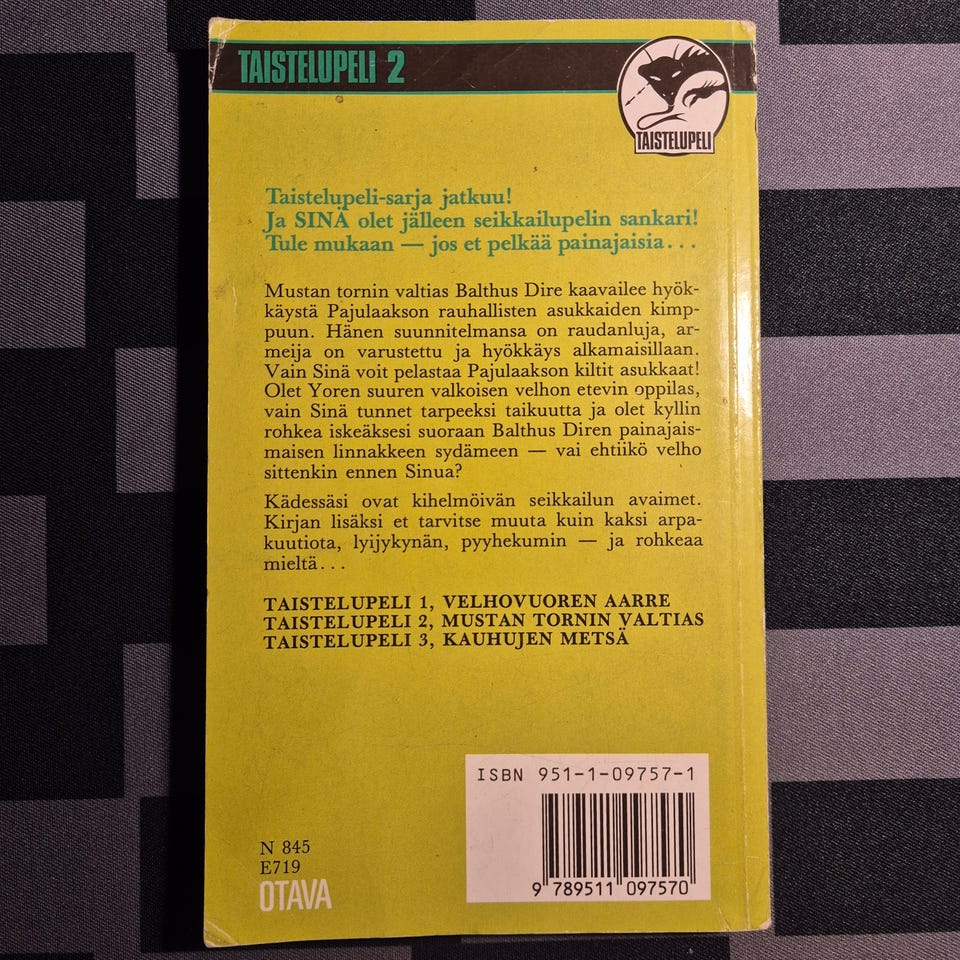 TAISTELUPELI 2
TAISTELUPELI
Taistelupeli-sarja jatkuu!
Ja SINÄ olet jälleen seikkailupelin sankari!
Tule mukaan — jos et pelkää painajaisia...
Mustan tornin valtias Balthus Dire kaavailee hyök-
käystä Pajulaakson rauhallisten asukkaiden kimp-
puun. Hänen suunnitelmansa on raudanluja, ar-
meija on varustettu ja hyökkäys alkamaisillaan.
Vain Sinä voit pelastaa Pajulaakson kiltit asukkaat!
Olet Yoren suuren valkoisen velhon etevin oppilas,
vain Sinä tunnet tarpeeksi taikuutta ja olet kyllin
rohkea iskeäksesi suoraan Balthus Diren painajais-
maisen linnakkeen sydämeen — vai ehtiikö velho
sittenkin ennen Sinua?
Kädessäsi ovat kihelmöivän seikkailun avaimet.
Kirjan lisäksi et tarvitse muuta kuin kaksi arpa-
kuutiota, lyijykynän, pyyhekumin — ja rohkeaa
mieltä...
TAISTELUPELI 1, VELHOVUOREN AARRE
TAISTELUPELI 2, MUSTAN TORNIN VALTIAS
TAISTELUPELI 3, KAUHUJEN METSÄ
ISBN 951-1-09757-1
9 789511 097570
N 845
E719
OTAVA